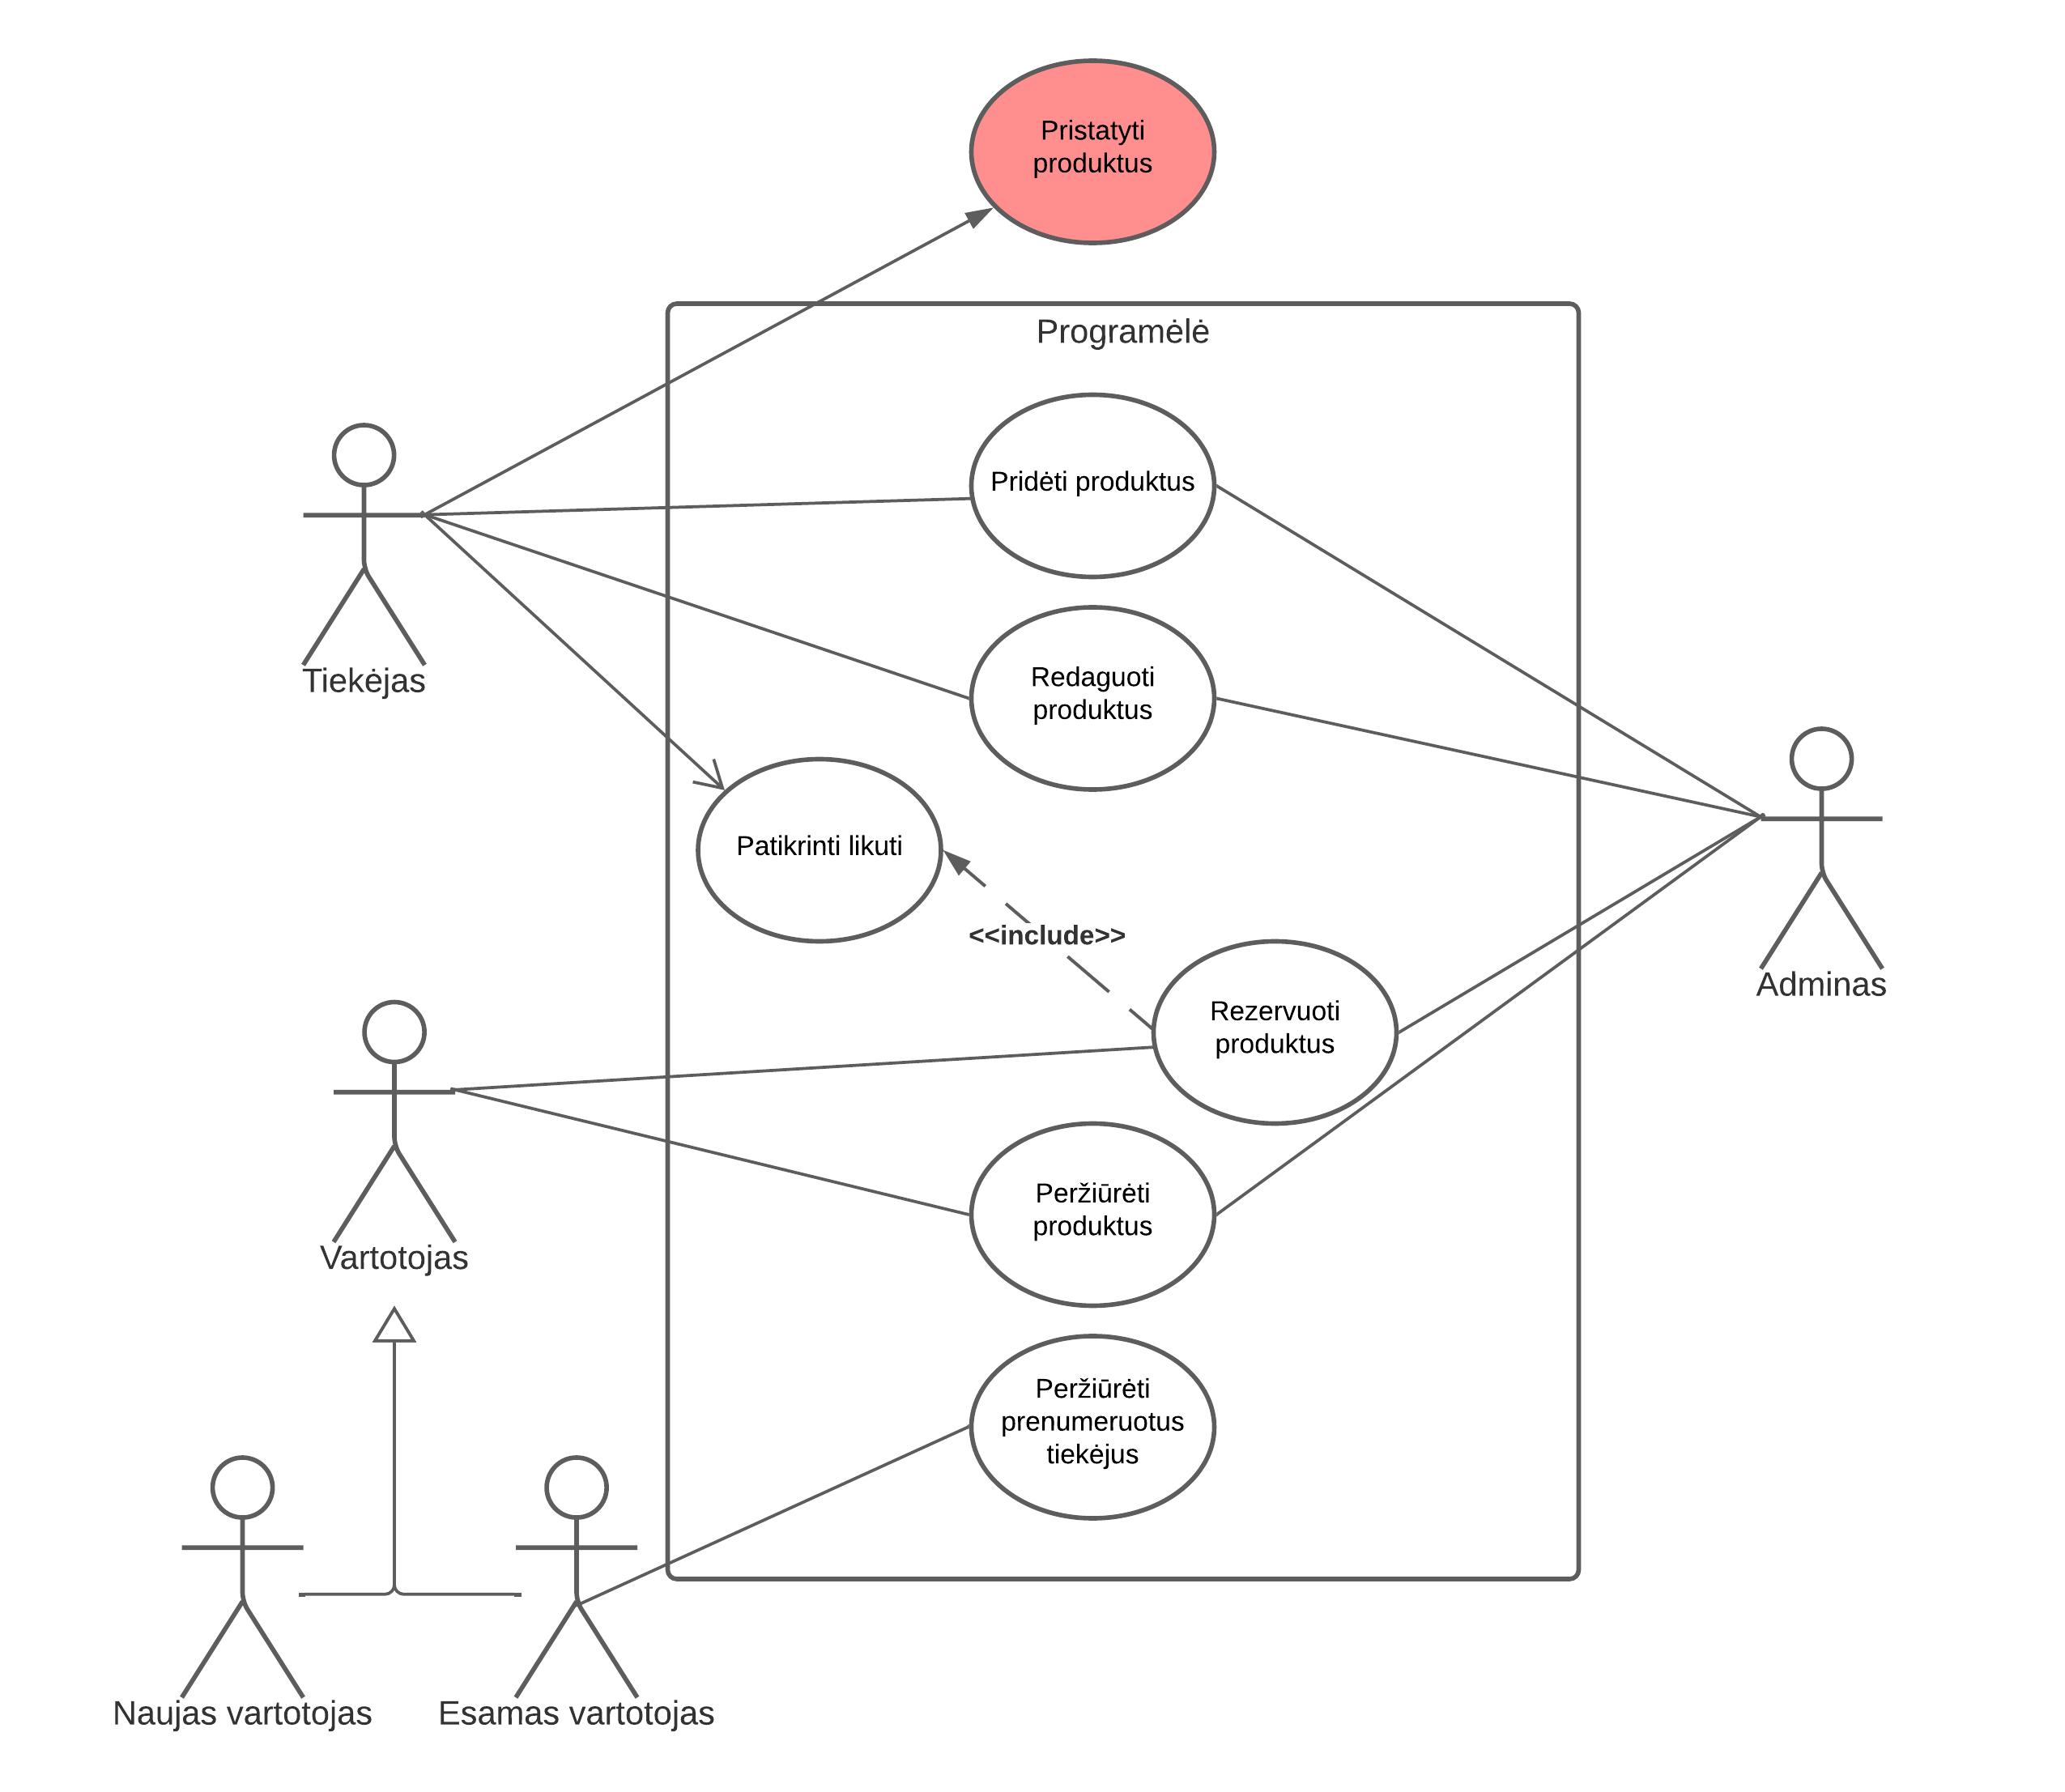 Pristatyti
produktus
Programėlė
Pridėti produktus
Tiekėjas
Redaguoti
produktus
Patikrinti likuti
<<include>>
Adminas
Rezervuoti
produktus
Vartotojas
Peržiūrėti
produktus
Peržiūrėti
prenumeruotus
tiekėjus
Naujas vartotojas
Esamas vartotojas